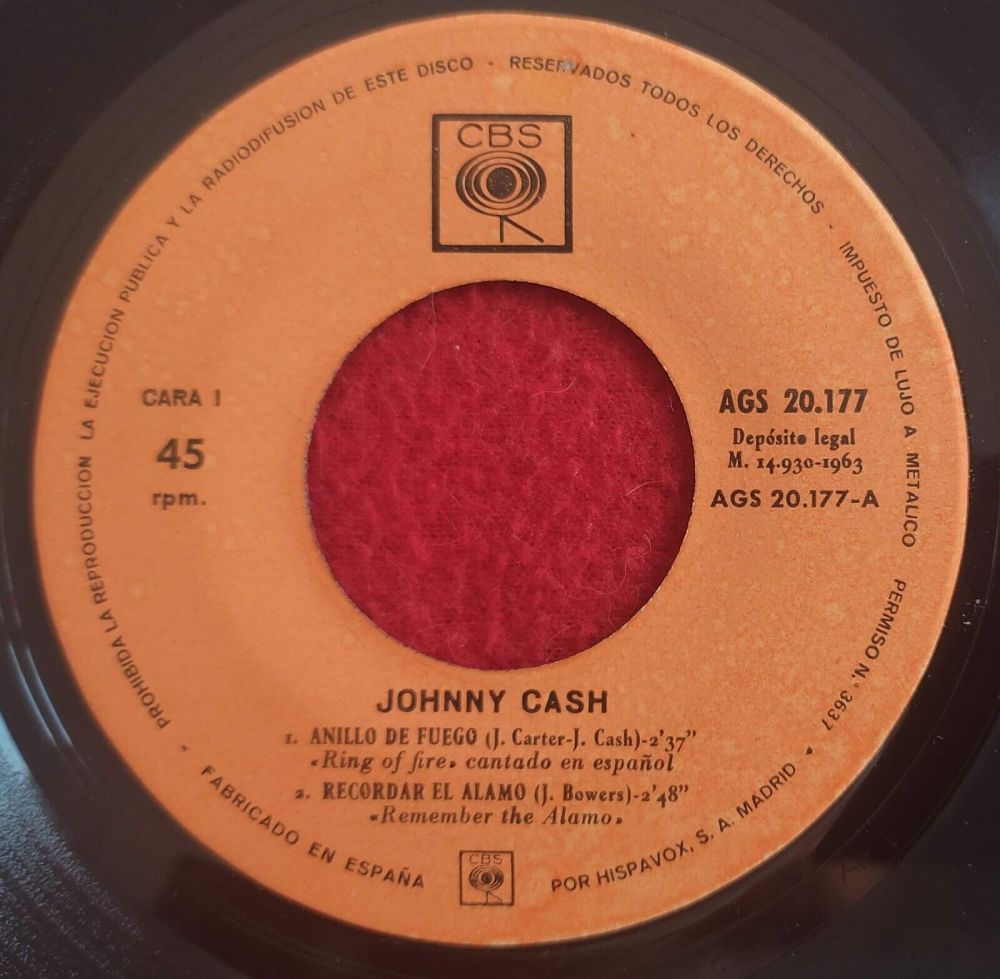 PROHIBIDA LA REPRODUCCION LA EJECUCION PUBLICA Y LA RADIODIFUSION DE ESTE DISCO - RESERVADOS TODOS LOS DERECHOS - IMPUESTO DE LUJO A METALICO PERMISO N.° 3637
CBS
CARA 1
45
rpm.
AGS 20.177
Depósito legal
M. 14.930-1963
AGS 20.177-A
JOHNNY CASH
1. ANILLO DE FUEGO (J. Carter-J. Cash)-2'37"
«Ring of fire» cantado en español
2. RECORDAR EL ALAMO (J. Bowers)-2'48"
«Remember the Alamo»
• FABRICADO EN ESPAÑA
CBS
POR HISPAVOX, S. A. MADRID •